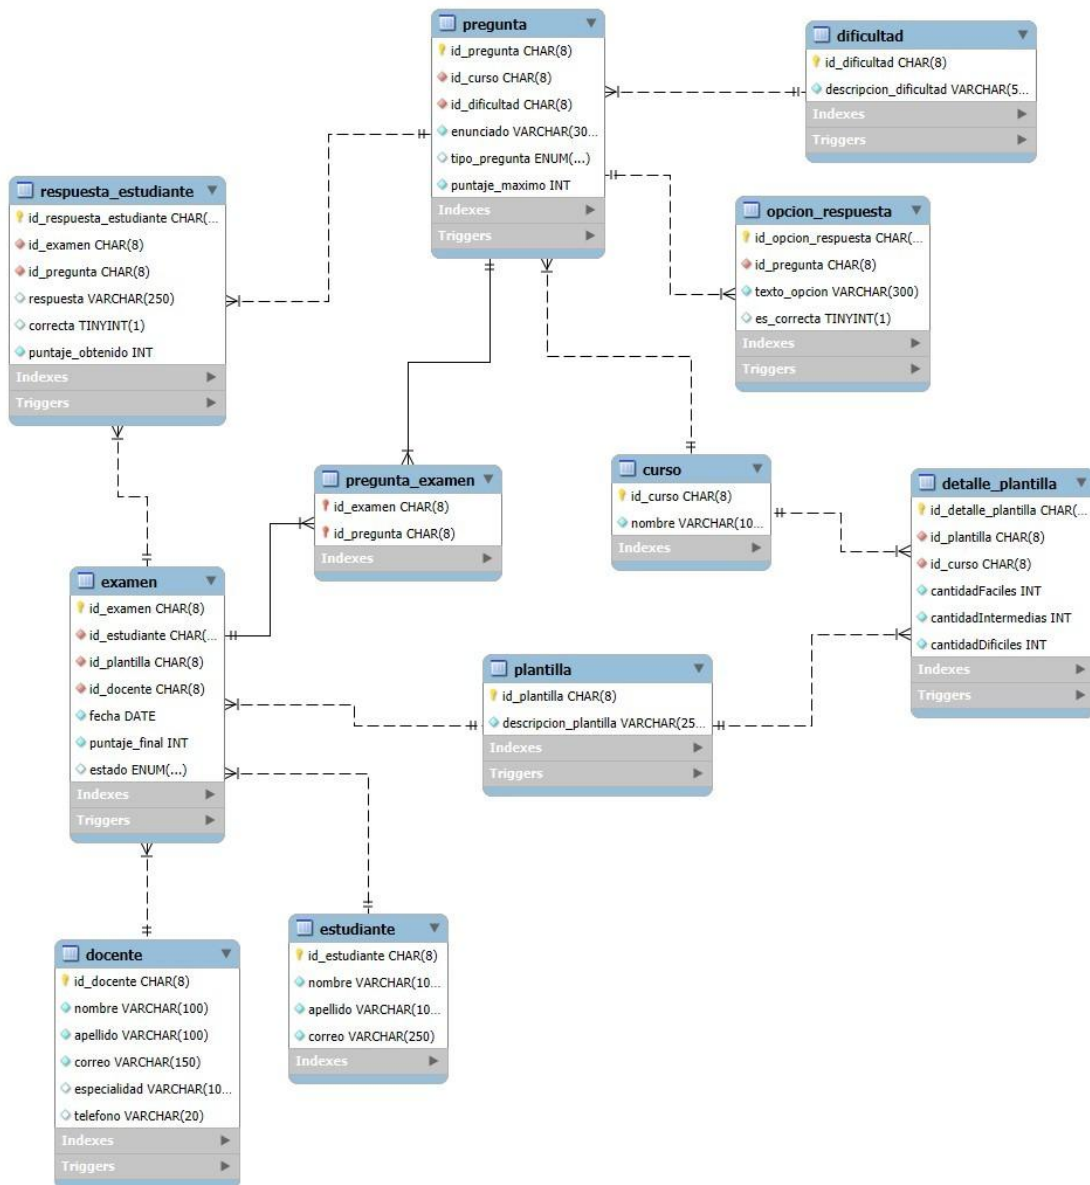 pregunta
id_pregunta CHAR(8)
id_curso CHAR(8)
id_dificultad CHAR(8)
enunciado VARCHAR(30...
tipo_pregunta ENUM(...)
puntaje_maximo INT
Indexes
Triggers
dificultad
id_dificultad CHAR(8)
descripcion_dificultad VARCHAR(5...
Indexes
Triggers
respuesta_estudiante
id_respuesta_estudiante CHAR(...
id_examen CHAR(8)
id_pregunta CHAR(8)
respuesta VARCHAR(250)
correcta TINYINT(1)
puntaje_obtenido INT
Indexes
Triggers
opcion_respuesta
id_opcion_respuesta CHAR(...
id_pregunta CHAR(8)
texto_opcion VARCHAR(300)
es_correcta TINYINT(1)
Indexes
Triggers
pregunta_examen
id_examen CHAR(8)
id_pregunta CHAR(8)
Indexes
curso
id_curso CHAR(8)
nombre VARCHAR(10...
Indexes
detalle_plantilla
id_detalle_plantilla CHAR(...
id_plantilla CHAR(8)
id_curso CHAR(8)
cantidadFaciles INT
cantidadIntermedias INT
cantidadDificiles INT
Indexes
Triggers
examen
id_examen CHAR(8)
id_estudiante CHAR(...
id_plantilla CHAR(8)
id_docente CHAR(8)
fecha DATE
puntaje_final INT
estado ENUM(...)
Indexes
Triggers
plantilla
id_plantilla CHAR(8)
descripcion_plantilla VARCHAR(25...
Indexes
Triggers
docente
id_docente CHAR(8)
nombre VARCHAR(100)
apellido VARCHAR(100)
correo VARCHAR(150)
especialidad VARCHAR(10...
telefono VARCHAR(20)
Indexes
Triggers
estudiante
id_estudiante CHAR(8)
nombre VARCHAR(10...
apellido VARCHAR(10...
correo VARCHAR(250)
Indexes